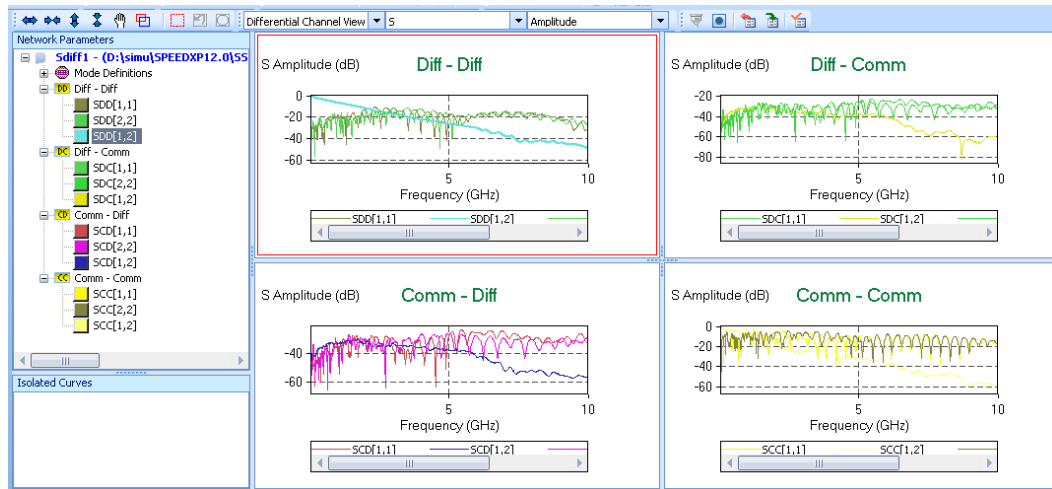 Differential Channel View S Amplitude
Network Parameters
Sdiff1 - (D:\simu\SPEEDXP12.0\SS
Mode Definitions
DD Diff - Diff
SDD[1,1]
SDD[2,2]
SDD[1,2]
DC Diff - Comm
SDC[1,1]
SDC[2,2]
SDC[1,2]
CD Comm - Diff
SCD[1,1]
SCD[2,2]
SCD[1,2]
CC Comm - Comm
SCC[1,1]
SCC[2,2]
SCC[1,2]
Isolated Curves
S Amplitude (dB) Diff - Diff
0
-20
-40
-60
5 10
Frequency (GHz)
SDD[1,1] SDD[1,2]
S Amplitude (dB) Diff - Comm
-20
-40
-60
-80
5 10
Frequency (GHz)
SDC[1,1] SDC[1,2]
S Amplitude (dB) Comm - Diff
-40
-60
5 10
Frequency (GHz)
SCD[1,1] SCD[1,2]
S Amplitude (dB) Comm - Comm
0
-20
-40
-60
5 10
Frequency (GHz)
SCC[1,1] SCC[1,2]